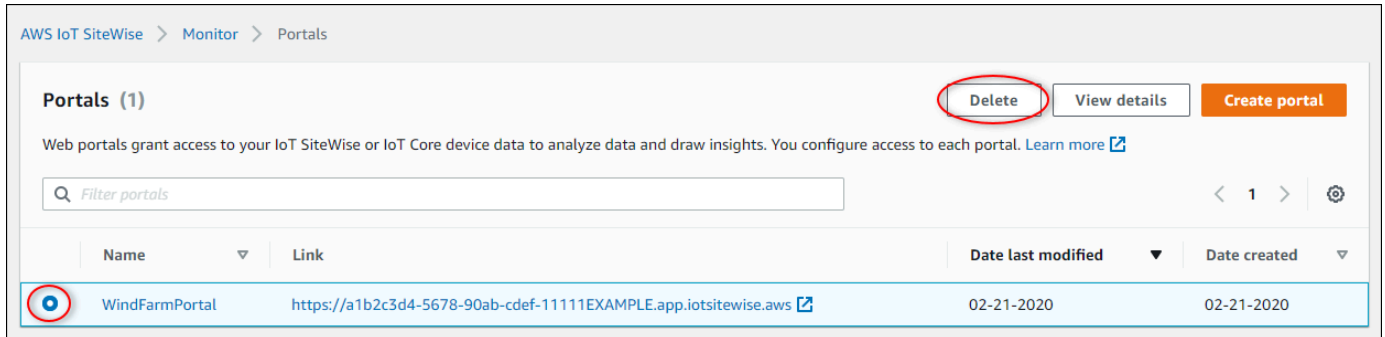 AWS IoT SiteWise > Monitor > Portals
Portals (1) Delete View details Create portal
Web portals grant access to your IoT SiteWise or IoT Core device data to analyze data and draw insights. You configure access to each portal. Learn more
Filter portals < 1 >
Name Link Date last modified Date created
WindFarmPortal https://a1b2c3d4-5678-90ab-cdef-11111EXAMPLE.app.iotsitewise.aws 02-21-2020 02-21-2020